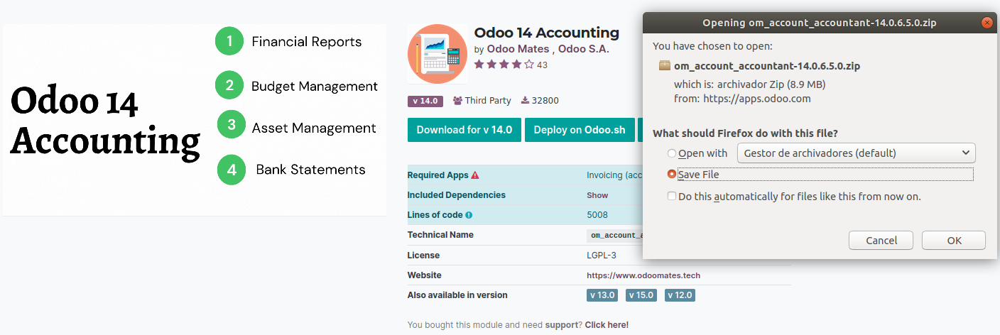 Odoo 14
Accounting
1 Financial Reports
2 Budget Management
3 Asset Management
4 Bank Statements
Odoo 14 Accounting
by Odoo Mates , Odoo S.A.
43
v 14.0 Third Party 32800
Download for v 14.0 Deploy on Odoo.sh
Required Apps Invoicing (acc
Included Dependencies Show
Lines of code 5008
Technical Name om_account_a
License LGPL-3
Website https://www.odoomates.tech
Also available in version v 13.0 v 15.0 v 12.0
You bought this module and need support? Click here!
Opening om_account_accountant-14.0.6.5.0.zip
You have chosen to open:
om_account_accountant-14.0.6.5.0.zip
which is: archivador Zip (8.9 MB)
from: https://apps.odoo.com
What should Firefox do with this file?
Open with Gestor de archivadores (default)
Save File
Do this automatically for files like this from now on.
Cancel OK